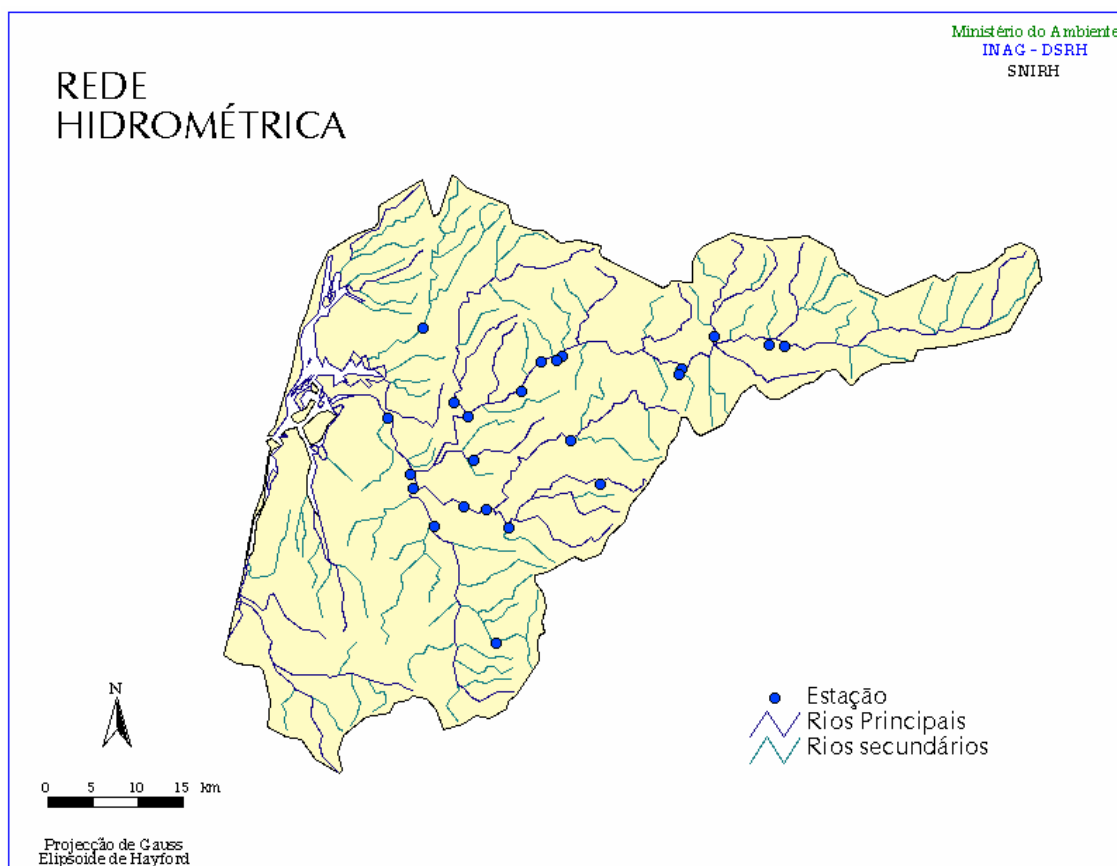 Ministério do Ambiente
INAG - DSRH
SNIRH
REDE
HIDROMÉTRICA
N
Estação
Rios Principais
Rios secundários
0 5 10 15 km
Projecção de Gauss
Elipsoide de Hayford